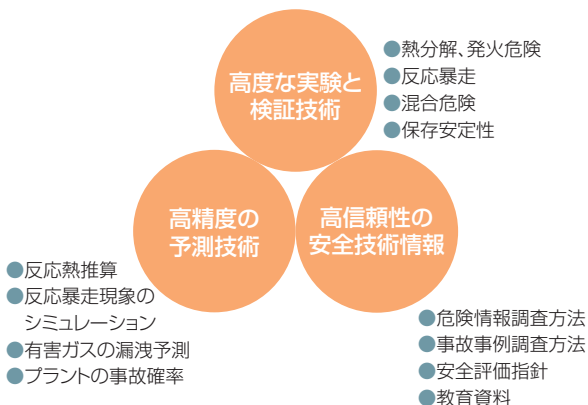 高度な実験と
検証技術
●熱分解、発火危険
●反応暴走
●混合危険
●保存安定性
高精度の
予測技術
高信頼性の
安全技術情報
●反応熱推算
●反応暴走現象の
シミュレーション
●有害ガスの漏洩予測
●プラントの事故確率
●危険情報調査方法
●事故事例調査方法
●安全評価指針
●教育資料